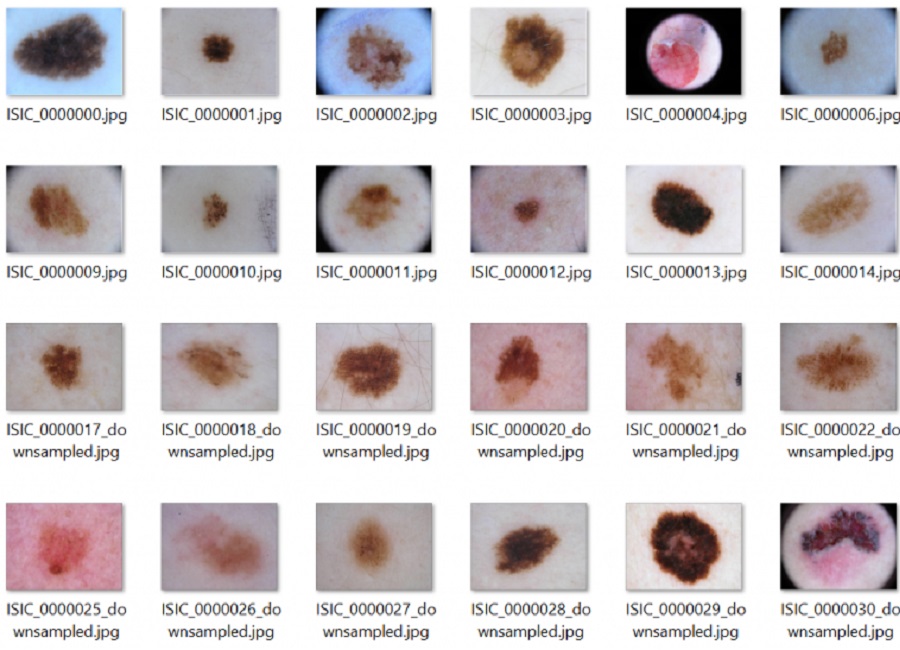 ISIC_0000000.jpg
ISIC_0000001.jpg
ISIC_0000002.jpg
ISIC_0000003.jpg
ISIC_0000004.jpg
ISIC_0000006.jpg
ISIC_0000009.jpg
ISIC_0000010.jpg
ISIC_0000011.jpg
ISIC_0000012.jpg
ISIC_0000013.jpg
ISIC_0000014.jpg
ISIC_0000017_do
wnsampled.jpg
ISIC_0000018_do
wnsampled.jpg
ISIC_0000019_do
wnsampled.jpg
ISIC_0000020_do
wnsampled.jpg
ISIC_0000021_do
wnsampled.jpg
ISIC_0000022_do
wnsampled.jpg
ISIC_0000025_do
wnsampled.jpg
ISIC_0000026_do
wnsampled.jpg
ISIC_0000027_do
wnsampled.jpg
ISIC_0000028_do
wnsampled.jpg
ISIC_0000029_do
wnsampled.jpg
ISIC_0000030_do
wnsampled.jpg